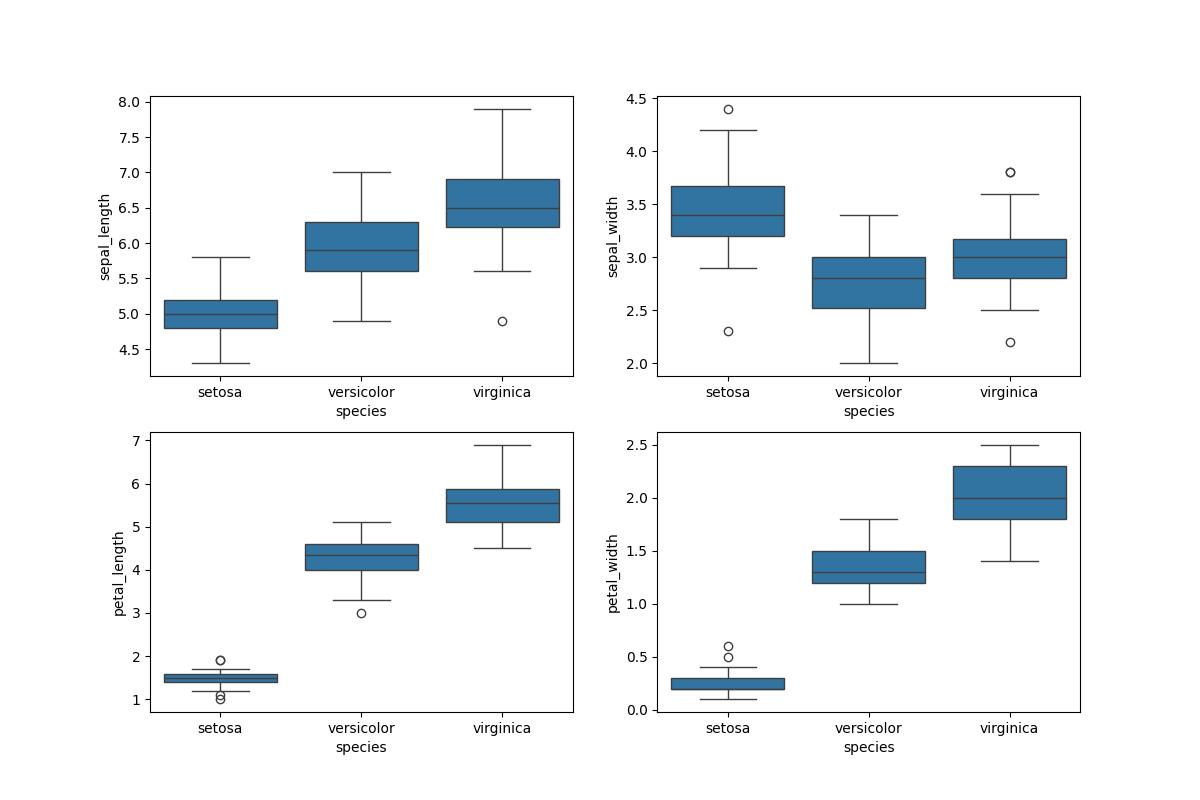 sepal_length
8.0
7.5
7.0
6.5
6.0
5.5
5.0
4.5
setosa versicolor virginica
species
sepal_width
4.5
4.0
3.5
3.0
2.5
2.0
setosa versicolor virginica
species
petal_length
7
6
5
4
3
2
1
setosa versicolor virginica
species
petal_width
2.5
2.0
1.5
1.0
0.5
0.0
setosa versicolor virginica
species